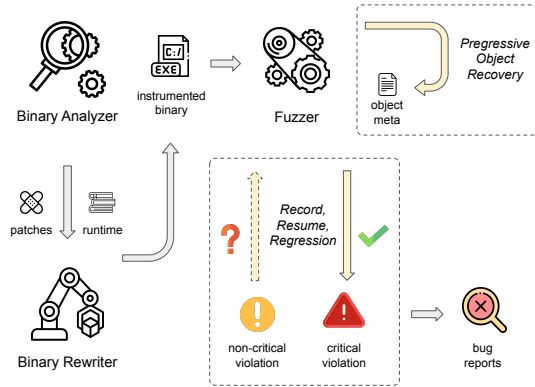 C:/
EXE
Binary Analyzer
instrumented
binary
Fuzzer
Pregressive
Object
Recovery
object
meta
patches
runtime
Binary Rewriter
?
Record,
Resume,
Regression
non-critical
violation
critical
violation
bug
reports